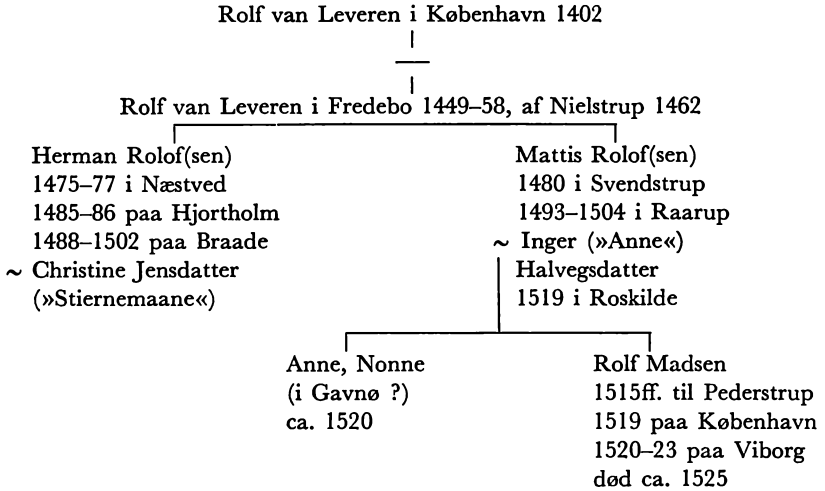 Rolf van Leveren i København 1402
Rolf van Leveren i Fredebo 1449–58, af Nielstrup 1462
Herman Rolof(sen)
1475–77 i Næstved
1485–86 paa Hjortholm
1488–1502 paa Braade
~ Christine Jensdatter
(»Stiernemaane«)
Mattis Rolof(sen)
1480 i Svendstrup
1493–1504 i Raarup
~ Inger (»Anne«)
Halvegsdatter
1519 i Roskilde
Anne, Nonne
(i Gavnø ?)
ca. 1520
Rolf Madsen
1515ff. til Pederstrup
1519 paa København
1520–23 paa Viborg
død ca. 1525